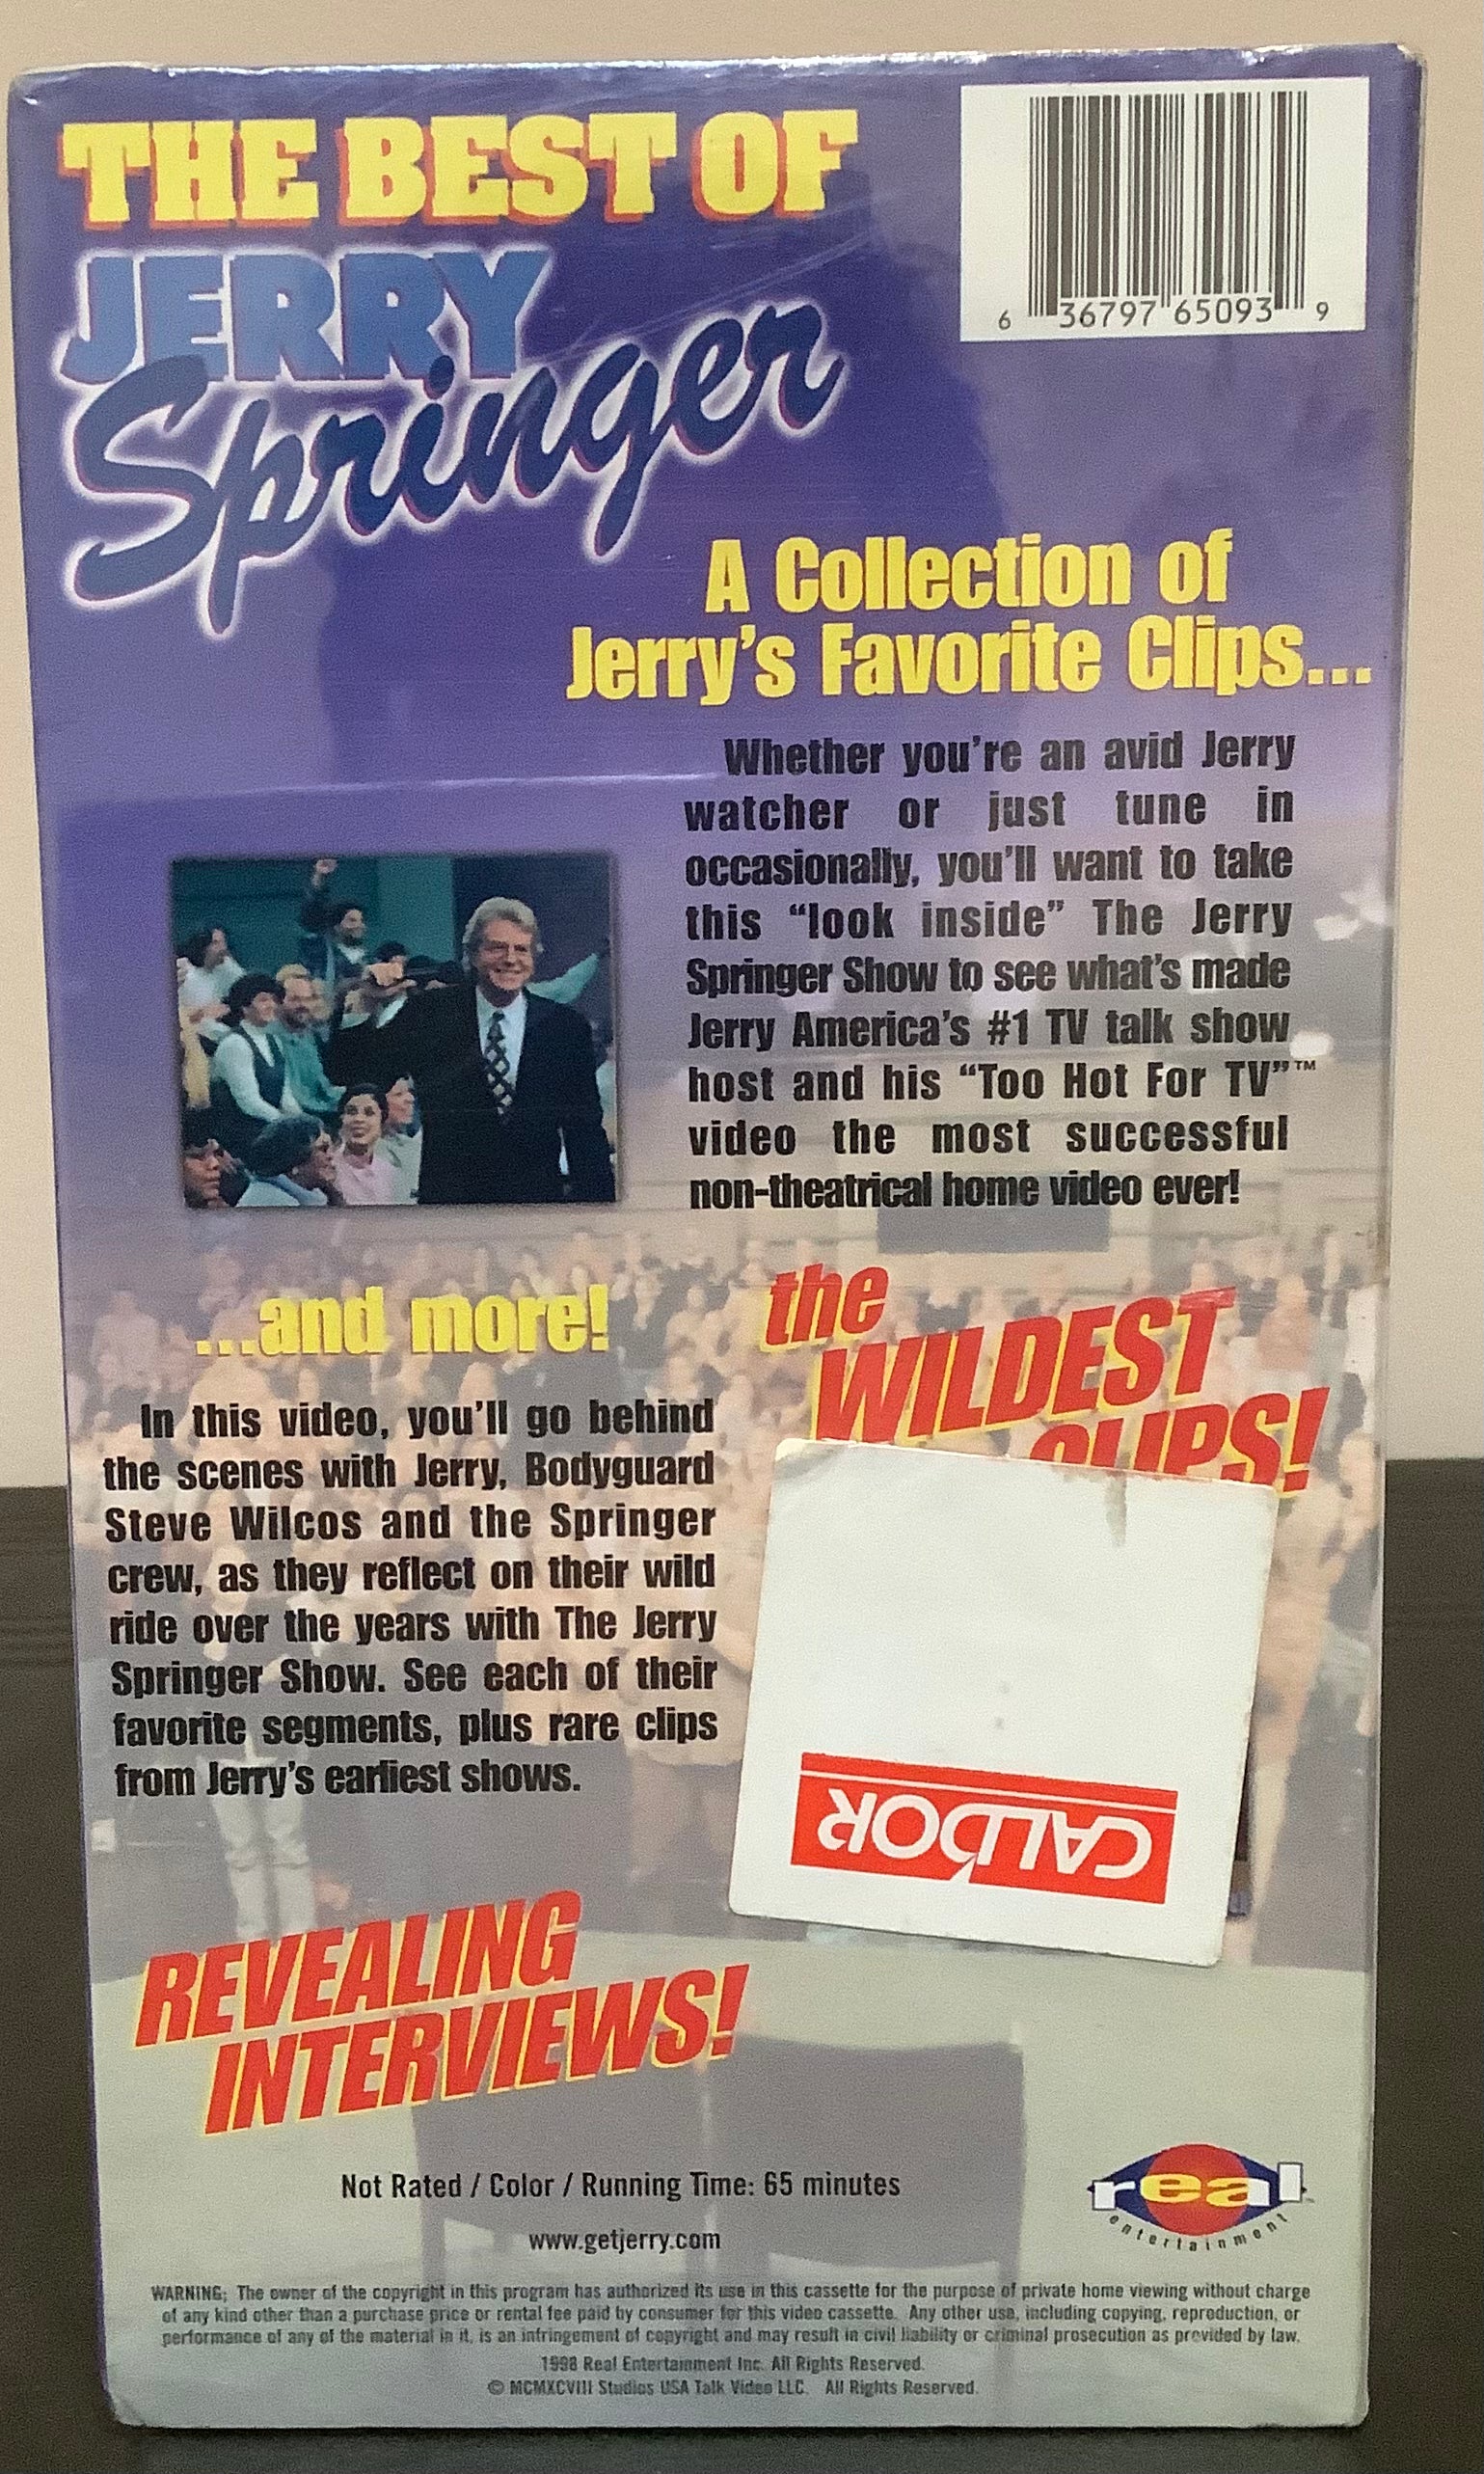 THE BEST OF
JERRY
Springer
6 36797 65093 9
A Collection of
Jerry's Favorite Clips...
Whether you're an avid Jerry
watcher or just tune in
occasionally, you'll want to take
this "look inside" The Jerry
Springer Show to see what's made
Jerry America's #1 TV talk show
host and his "Too Hot For TV"™
video the most successful
non-theatrical home video ever!
...and more!
In this video, you'll go behind
the scenes with Jerry, Bodyguard
Steve Wilcos and the Springer
crew, as they reflect on their wild
ride over the years with The Jerry
Springer Show. See each of their
favorite segments, plus rare clips
from Jerry's earliest shows.
the
WILDEST
CLIPS!
CALDOR
REVEALING
INTERVIEWS!
Not Rated / Color / Running Time: 65 minutes
www.getjerry.com
real
entertainment
WARNING: The owner of the copyright in this program has authorized its use in this cassette for the purpose of private home viewing without charge
of any kind other than a purchase price or rental fee paid by consumer for this video cassette. Any other use, including copying, reproduction, or
performance of any of the material in it, is an infringement of copyright and may result in civil liability or criminal prosecution as provided by law.
1998 Real Entertainment Inc. All Rights Reserved.
© MCMXCVIII Studios USA Talk Video LLC. All Rights Reserved.